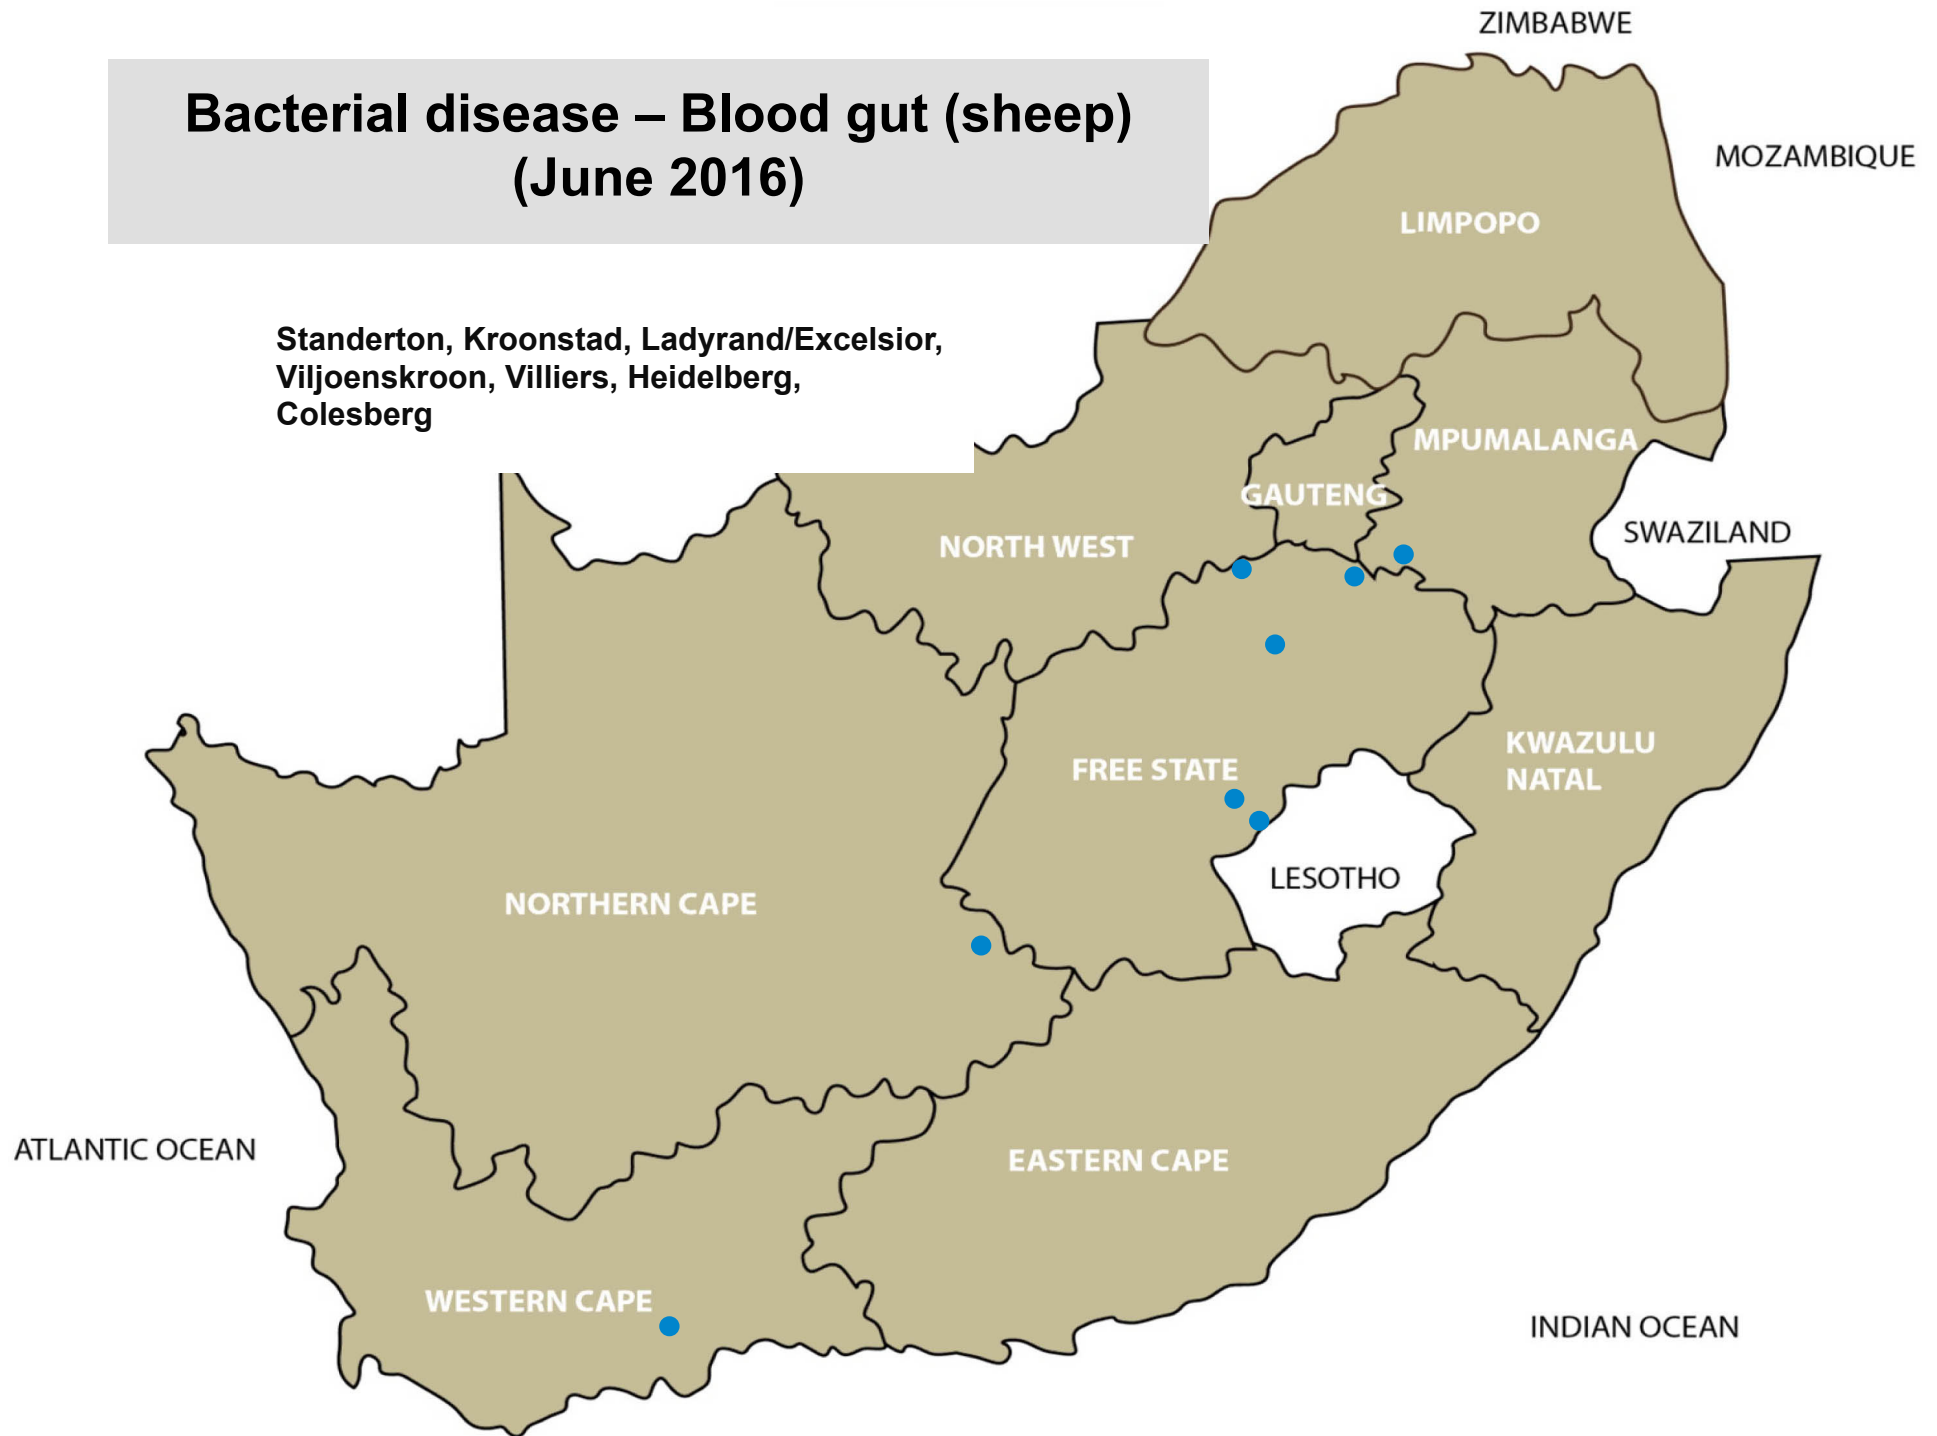 Bacterial disease – Blood gut (sheep)
(June 2016)
Standerton, Kroonstad, Ladyrand/Excelsior,
Viljoenskroon, Villiers, Heidelberg,
Colesberg
ZIMBABWE
MOZAMBIQUE
LIMPOPO
MPUMALANGA
GAUTENG
NORTH WEST
SWAZILAND
KWAZULU
NATAL
FREE STATE
LESOTHO
NORTHERN CAPE
ATLANTIC OCEAN
EASTERN CAPE
WESTERN CAPE
INDIAN OCEAN